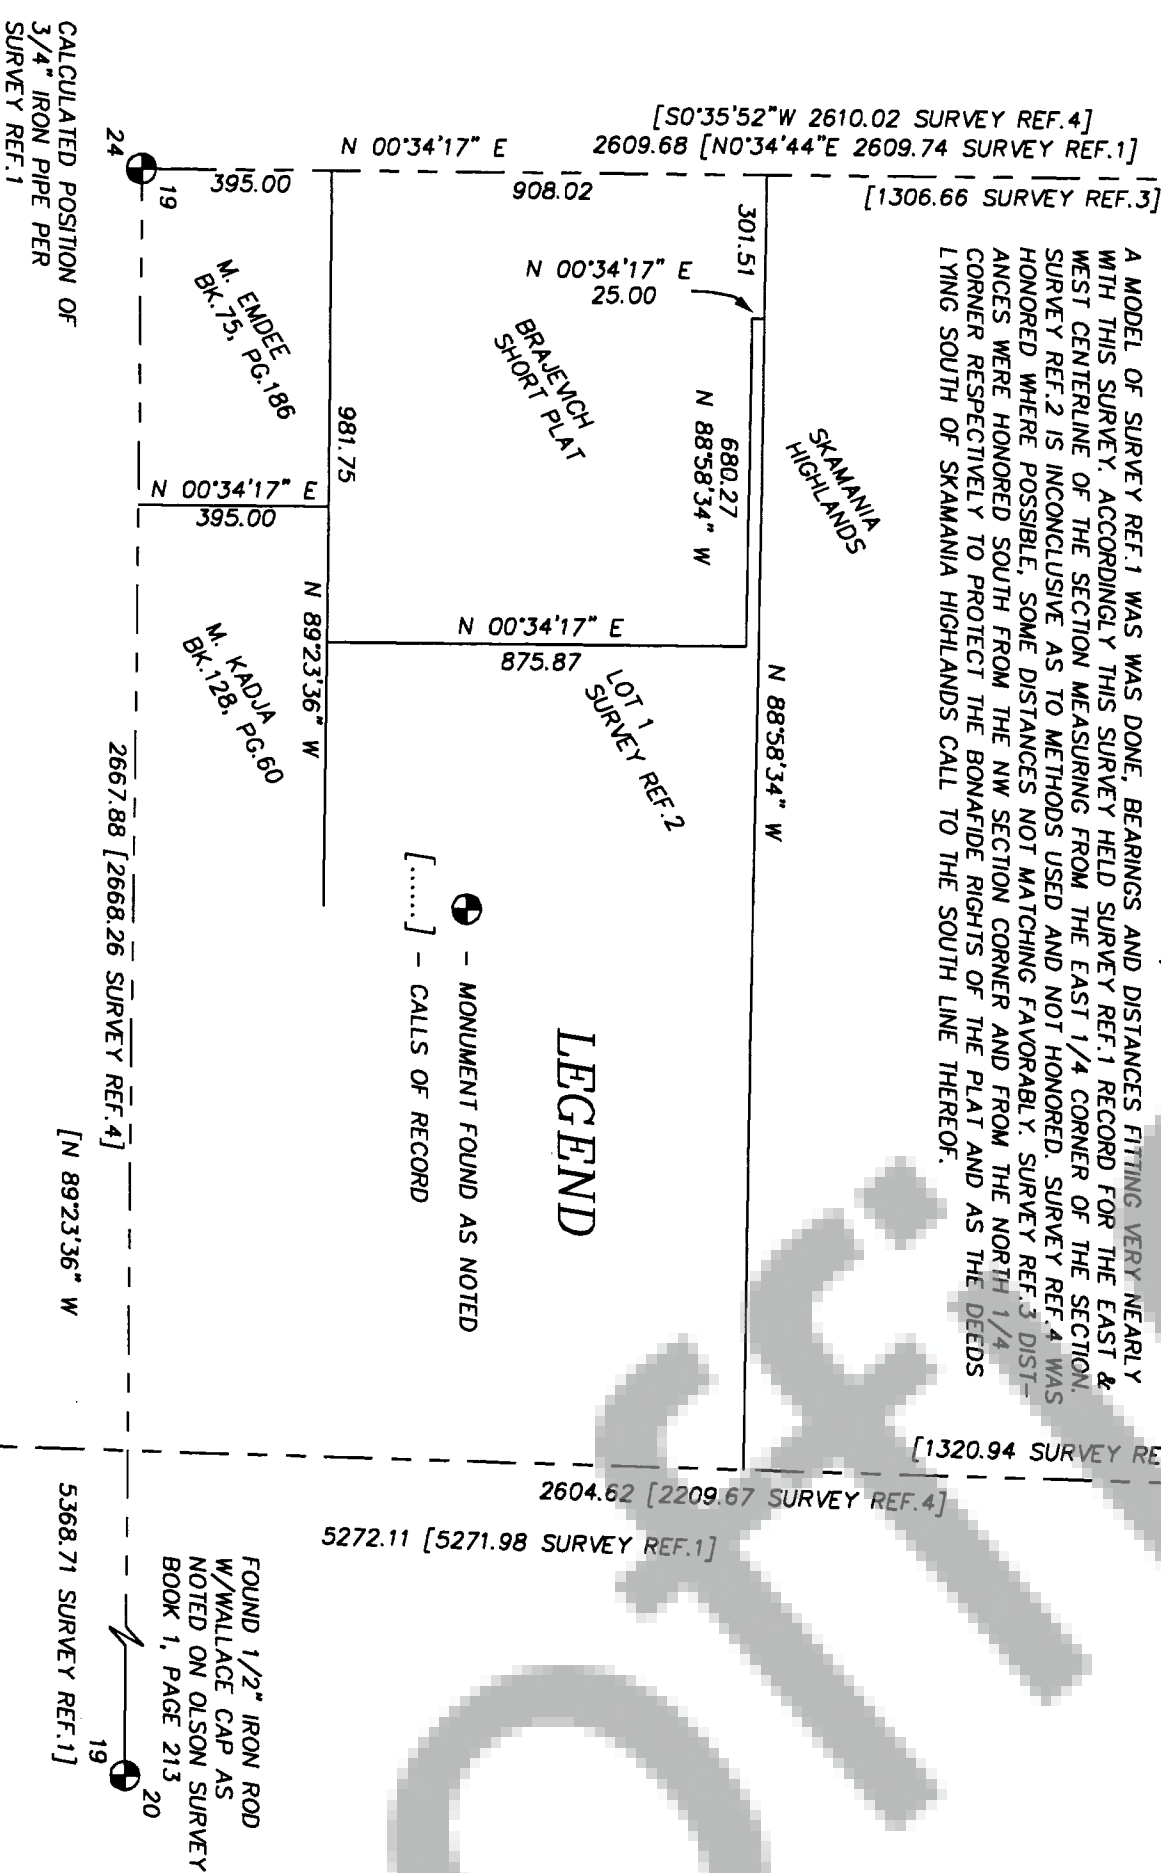 A MODEL OF SURVEY REF.1 WAS WAS DONE, BEARINGS AND DISTANCES FITTING VERY NEARLY
WITH THIS SURVEY. ACCORDINGLY THIS SURVEY HELD SURVEY REF.1 RECORD FOR THE EAST &
WEST CENTERLINE OF THE SECTION MEASURING FROM THE EAST 1/4 CORNER OF THE SECTION.
SURVEY REF.2 IS INCONCLUSIVE AS TO METHODS USED AND NOT HONORED. SURVEY REF.4 WAS
HONORED WHERE POSSIBLE, SOME DISTANCES NOT MATCHING FAVORABLY. SURVEY REF.3 DIST-
ANCES WERE HONORED SOUTH FROM THE NW SECTION CORNER AND FROM THE NORTH 1/4
CORNER RESPECTIVELY TO PROTECT THE BONAFIDE RIGHTS OF THE PLAT AND AS THE DEEDS
LYING SOUTH OF SKAMANIA HIGHLANDS CALL TO THE SOUTH LINE THEREOF.
[1306.66 SURVEY REF.3]
[S0°35'52"W 2610.02 SURVEY REF.4]
2609.68 [N0°34'44"E 2609.74 SURVEY REF.1]
N 00°34'17" E
395.00
908.02
301.51
N 00°34'17" E
25.00
680.27
N 88°58'34" W
SKAMANIA
HIGHLANDS
N 88°58'34" W
BRAJEVICH
SHORT PLAT
N 00°34'17" E
875.87
LOT 1
SURVEY REF.2
981.75
N 89°23'36" W
M. EMDEE
BK.75, PG.186
N 00°34'17" E
395.00
M. KADJA
BK.128, PG.60
LEGEND
- MONUMENT FOUND AS NOTED
[......] - CALLS OF RECORD
[1320.94 SURVEY RE
2604.62 [2209.67 SURVEY REF.4]
5272.11 [5271.98 SURVEY REF.1]
24
19
CALCULATED POSITION OF
3/4" IRON PIPE PER
SURVEY REF.1
2667.88 [2668.26 SURVEY REF.4]
[N 89°23'36" W
5368.71 SURVEY REF.1]
FOUND 1/2" IRON ROD
W/WALLACE CAP AS
NOTED ON OLSON SURVEY
BOOK 1, PAGE 213
19
20